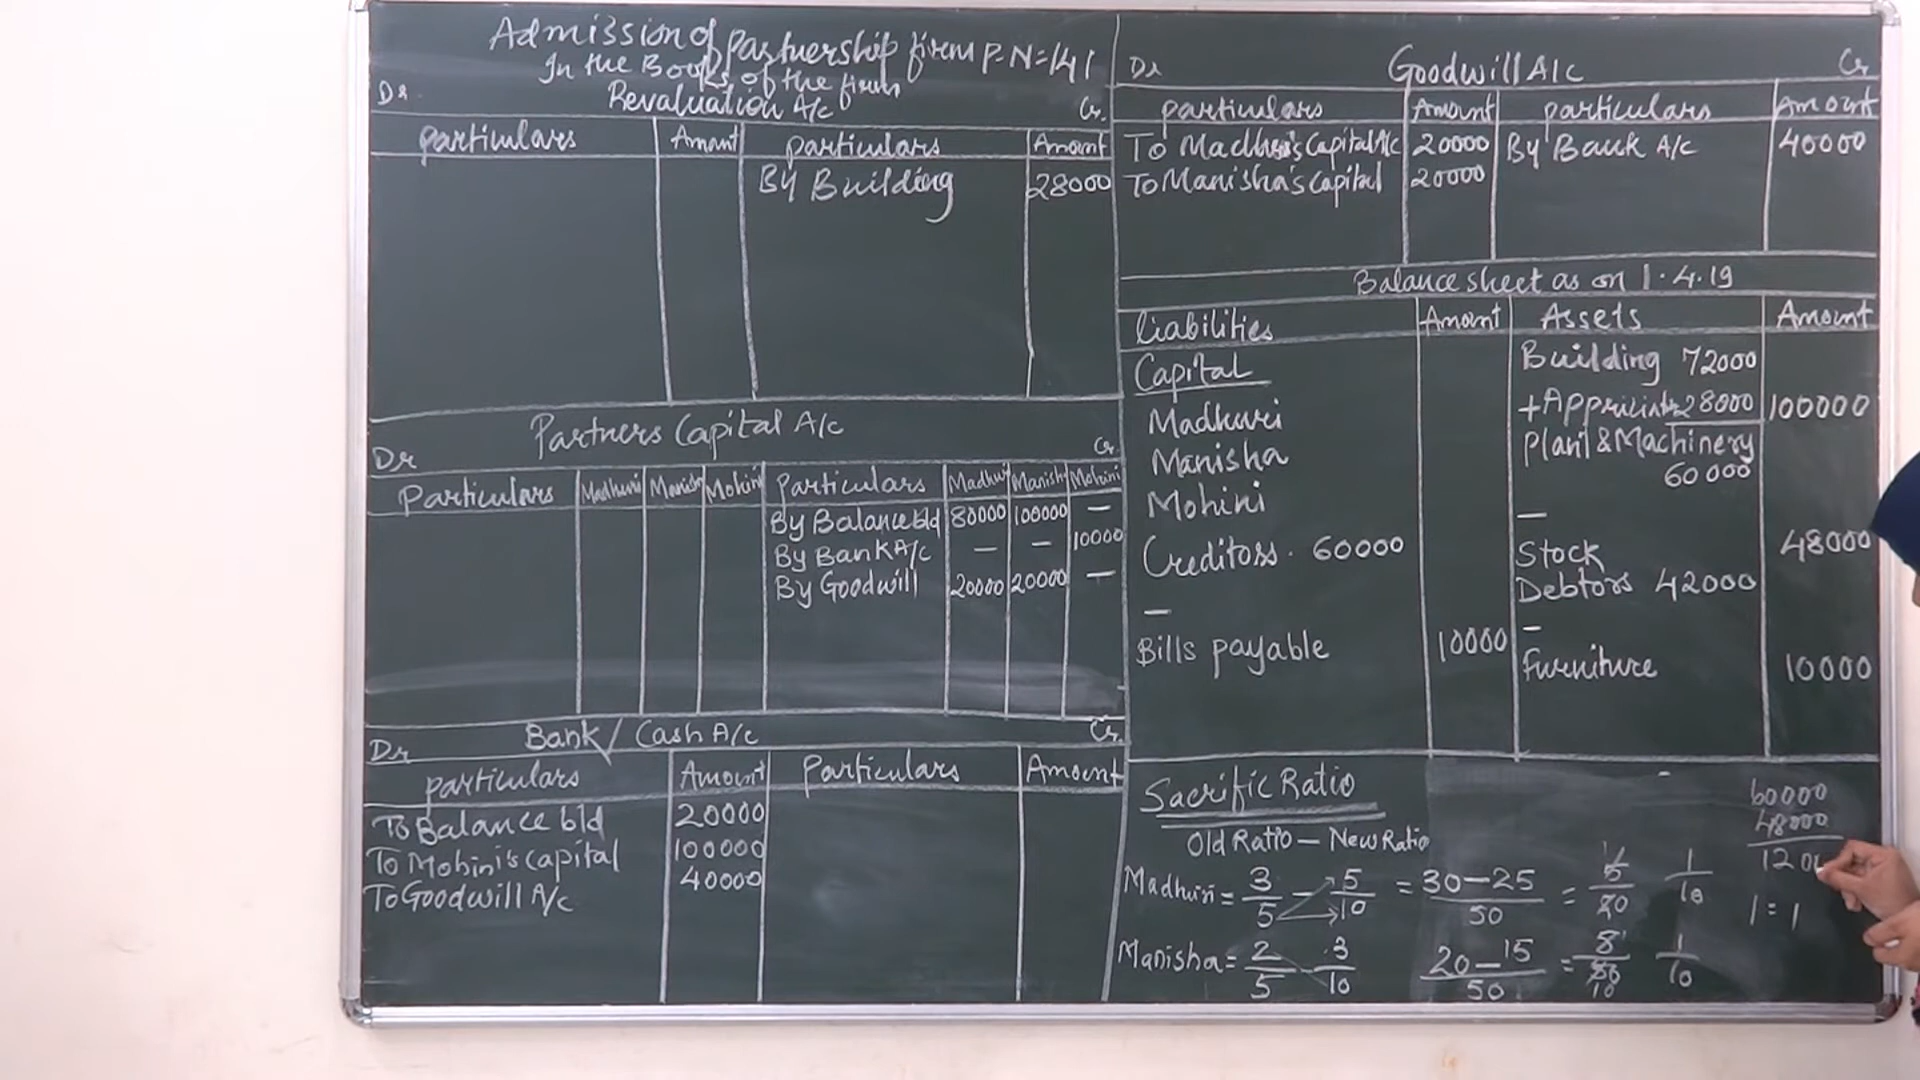 Admission of partnership firm P.N=141
In the Books of the firm
Revaluation A/c
Dr Cr.
particulars Amount particulars Amount
By Building 28000
Partners Capital A/c
Dr Cr
Particulars Madhuri Manisha Mohini Particulars Madhuri Manisha Mohini
By Balance b/d 80000 100000 —
By Bank A/c — — 10000
By Goodwill 20000 20000 —
Bank/ Cash A/c
Dr Cr.
particulars Amount Particulars Amount
To Balance b/d 20000
To Mohini's capital 100000
To Goodwill A/c 40000
Dr Goodwill A/c Cr
particulars Amount particulars Amount
To Madhuri's Capital A/c 20000 By Bank A/c 40000
To Manisha's Capital 20000
Balance sheet as on 1.4.19
Liabilities Amount Assets Amount
Capital Building 72000
Madhuri +Appriciation 28000 100000
Manisha Plant & Machinery
60000
Mohini —
Creditors. 60000 Stock 48000
Debtors 42000
— –
Bills payable 10000 Furniture 10000
Sacrific Ratio
Old Ratio — New Ratio
Madhuri = 3/5 — 5/10 = 30—25/50 = 5/50 1/10
Manisha = 2/5 - 3/10 20—15/50 = 1/10
60000
48000
1 = 1